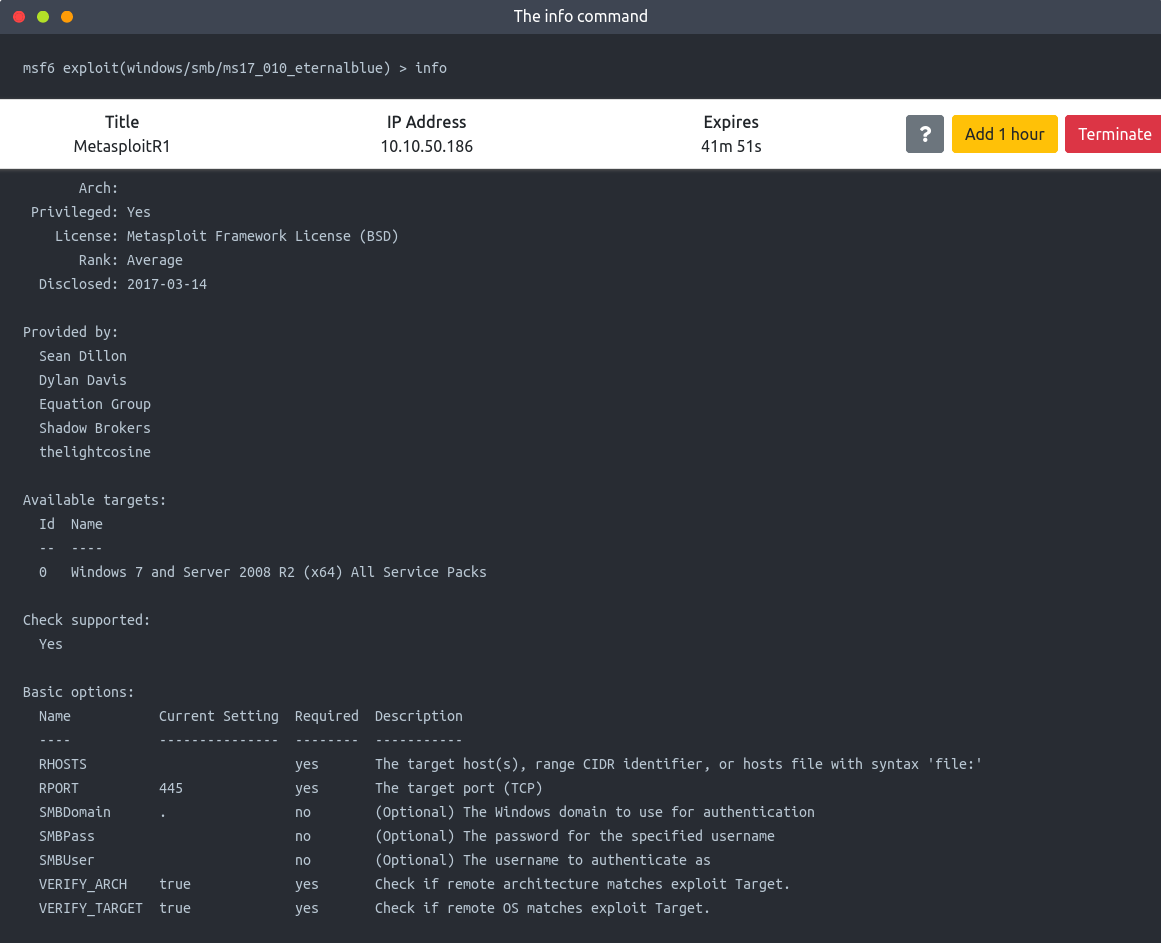 The info command
msf6 exploit(windows/smb/ms17_010_eternalblue) > info
Title IP Address Expires
MetasploitR1 10.10.50.186 41m 51s
? Add 1 hour Terminate
Arch:
Privileged: Yes
License: Metasploit Framework License (BSD)
Rank: Average
Disclosed: 2017-03-14
Provided by:
Sean Dillon
Dylan Davis
Equation Group
Shadow Brokers
thelightcosine
Available targets:
Id Name
-- ----
0 Windows 7 and Server 2008 R2 (x64) All Service Packs
Check supported:
Yes
Basic options:
Name Current Setting Required Description
---- --------------- -------- -----------
RHOSTS yes The target host(s), range CIDR identifier, or hosts file with syntax 'file:'
RPORT 445 yes The target port (TCP)
SMBDomain . no (Optional) The Windows domain to use for authentication
SMBPass no (Optional) The password for the specified username
SMBUser no (Optional) The username to authenticate as
VERIFY_ARCH true yes Check if remote architecture matches exploit Target.
VERIFY_TARGET true yes Check if remote OS matches exploit Target.